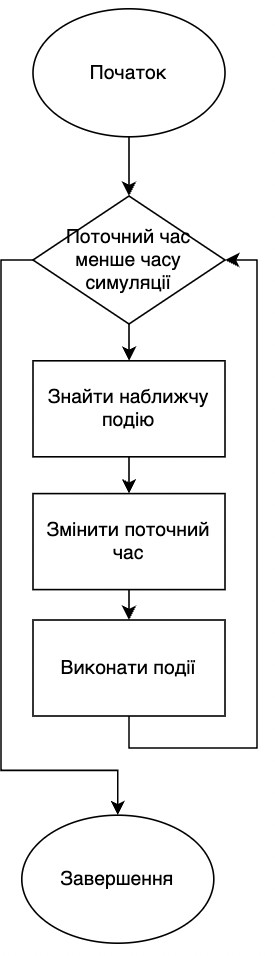 Початок
Поточний час
менше часу
симуляції
Знайти наближчу
подію
Змінити поточний
час
Виконати події
Завершення